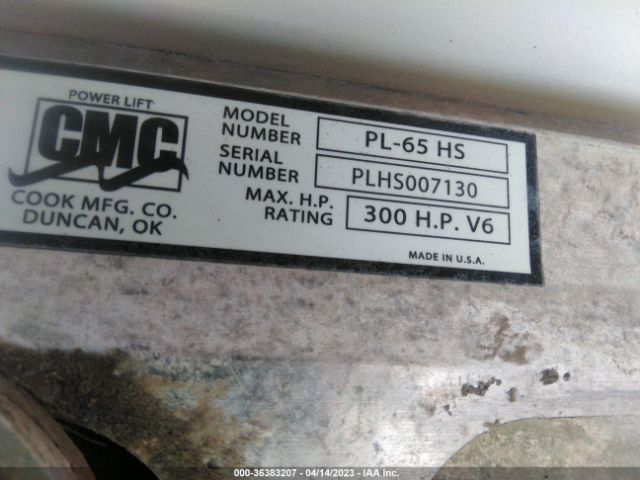 POWER LIFT
CMC
COOK MFG. CO.
DUNCAN, OK
MODEL NUMBER PL-65 HS
SERIAL NUMBER PLHS007130
MAX. H.P. RATING 300 H.P. V6
MADE IN U.S.A.
000-36383207 - 04/14/2023 - IAA Inc.